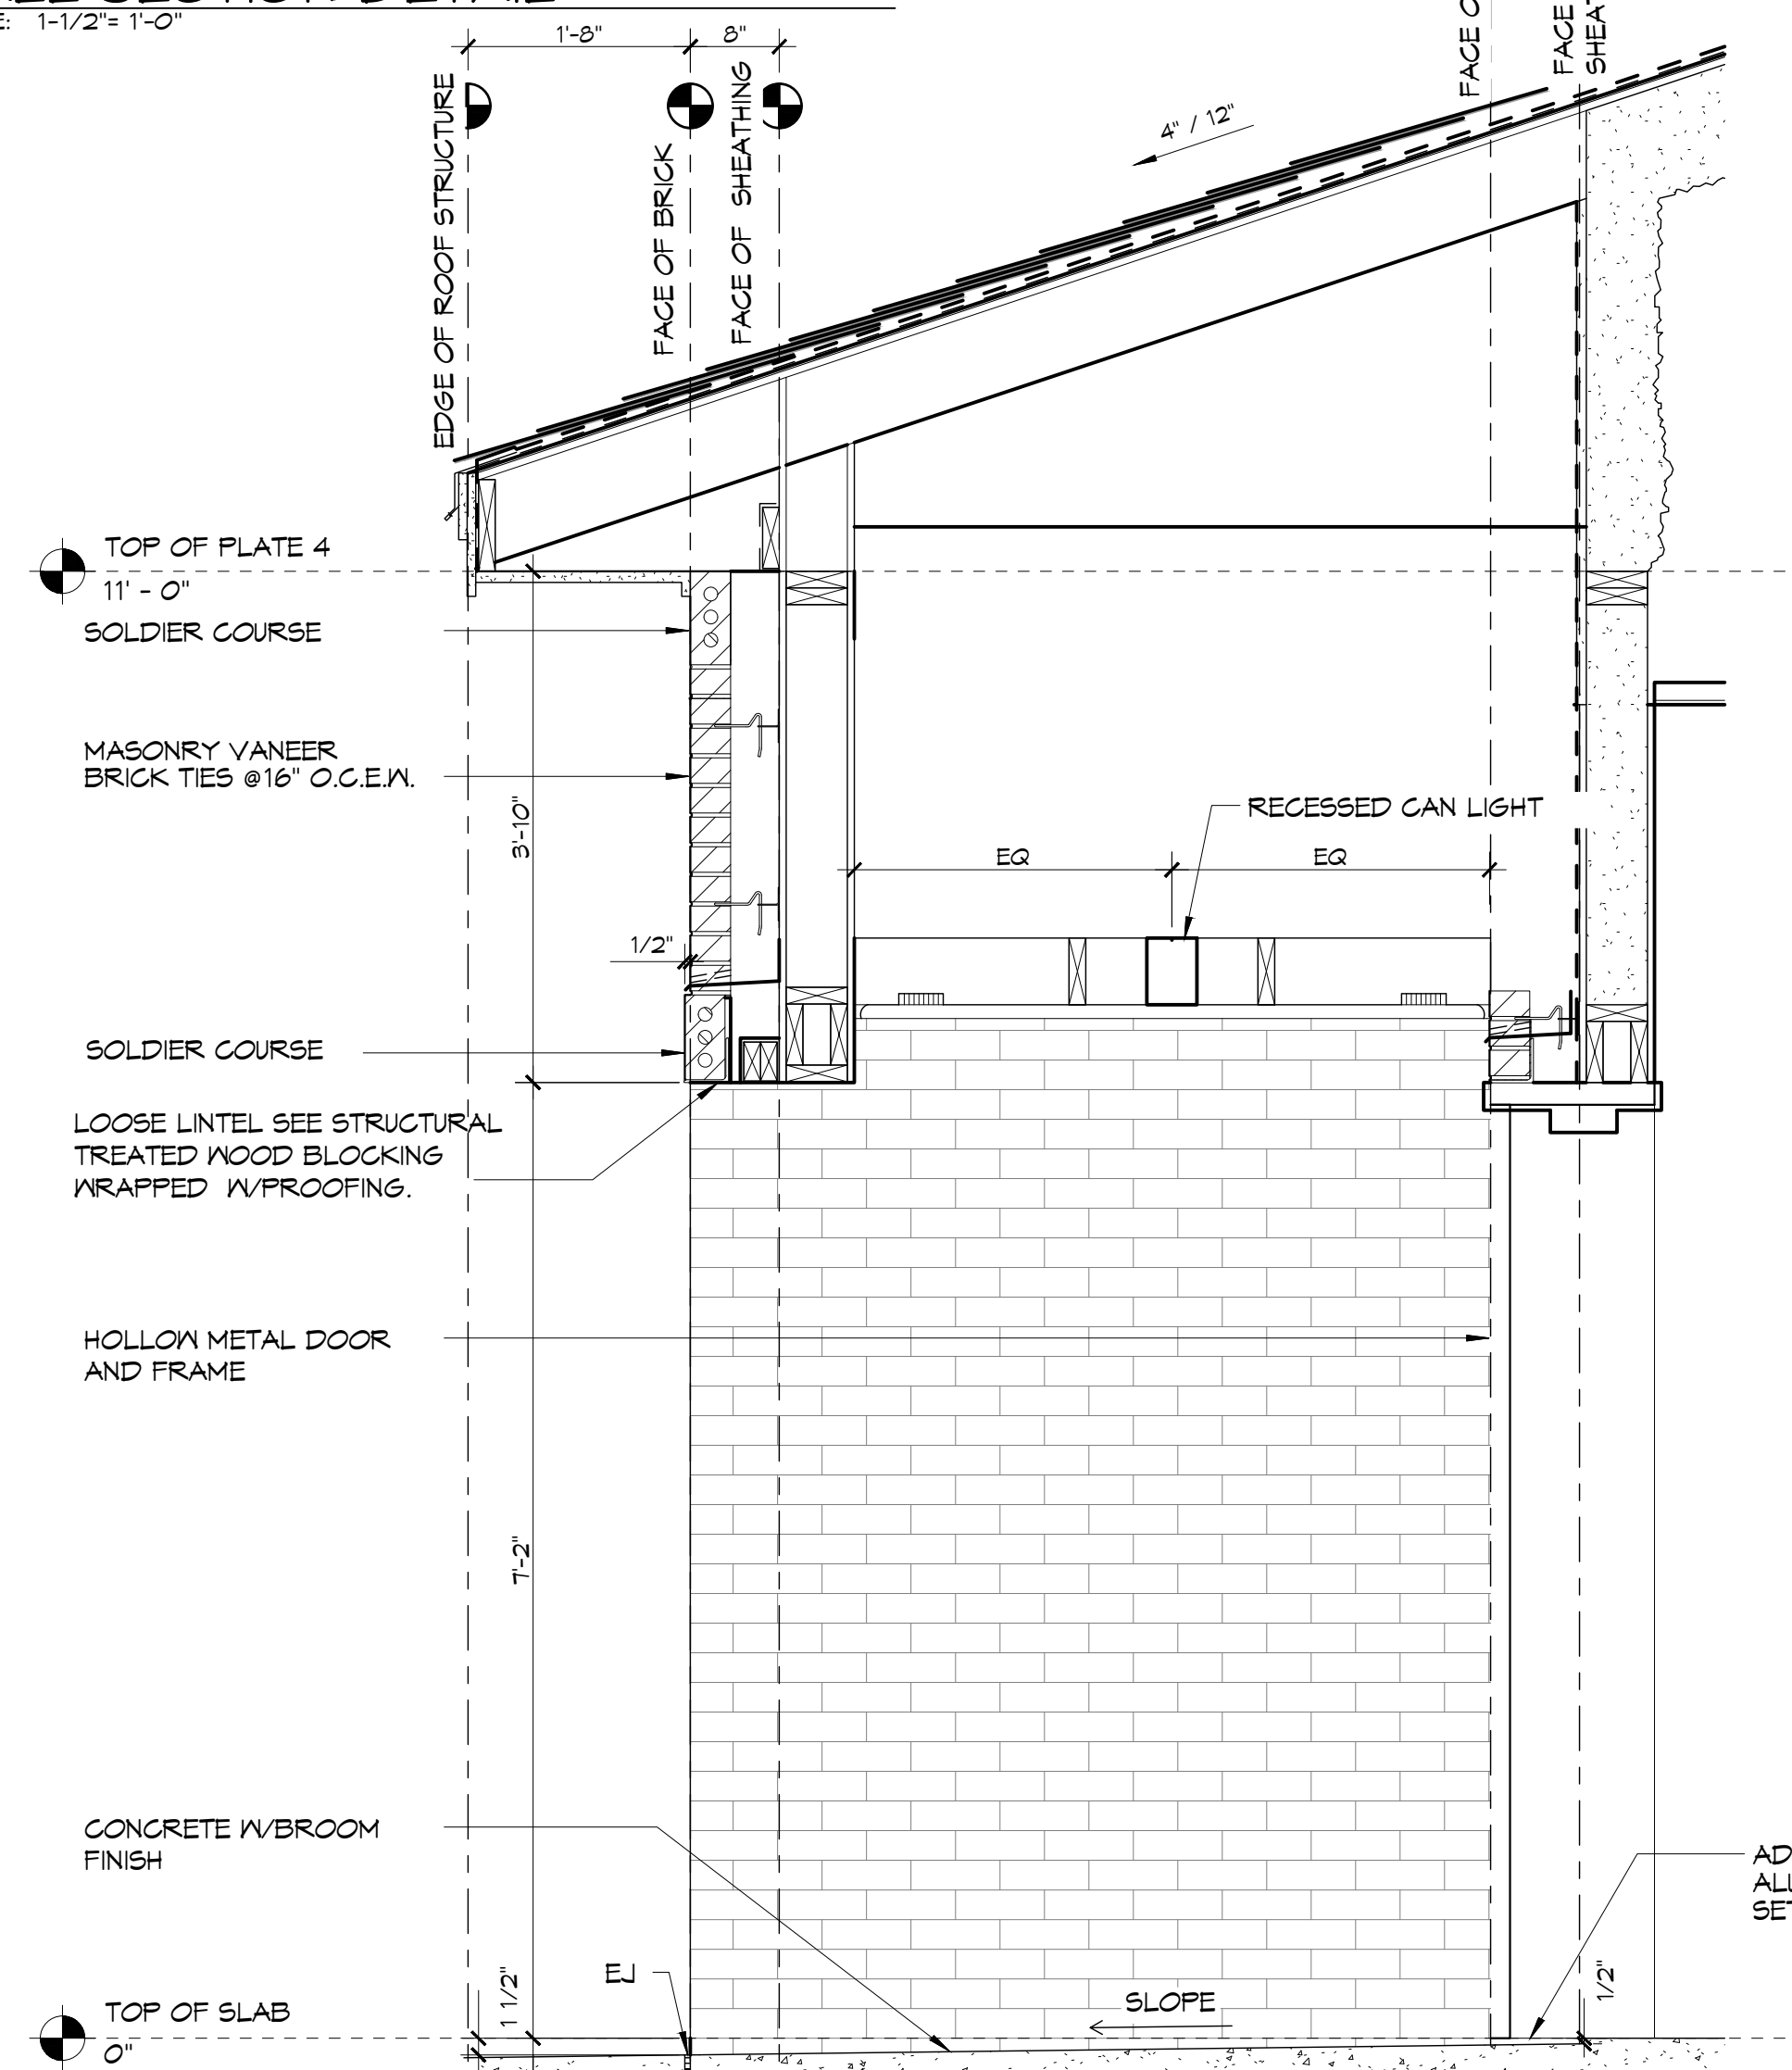 E: 1-1/2"= 1'-0"
1'-8"
8"
EDGE OF ROOF STRUCTURE
FACE OF BRICK
FACE OF SHEATHING
FACE
4" / 12"
TOP OF PLATE 4
11' - 0"
SOLDIER COURSE
MASONRY VANEER
BRICK TIES @16" O.C.E.W.
3'-10"
RECESSED CAN LIGHT
EQ
EQ
1/2"
SOLDIER COURSE
LOOSE LINTEL SEE STRUCTURAL
TREATED WOOD BLOCKING
WRAPPED W/PROOFING.
HOLLOW METAL DOOR
AND FRAME
7'-2"
CONCRETE W/BROOM
FINISH
EJ
1 1/2"
SLOPE
1/2"
TOP OF SLAB
0"